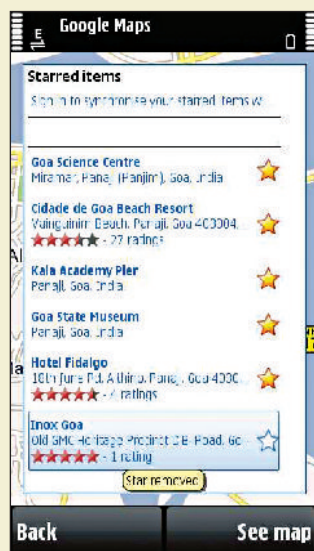 E
Google Maps
Starred items
Sign in to synchronise your starred items w
Goa Science Centre
Miramar, Panaji (Panjim), Goa, India
Cidade de Goa Beach Resort
Vainguinim Beach, Panaji, Goa 403004,
- 27 ratings
Kala Academy Pier
Panaji, Goa, India
Goa State Museum
Panaji, Goa, India
Hotel Fidalgo
18th June Rd, Althino, Panaji, Goa 4030
- 4 ratings
Inox Goa
Old GMC Heritage Precinct D B Road, Go
- 1 rating
Star removed
Back
See map